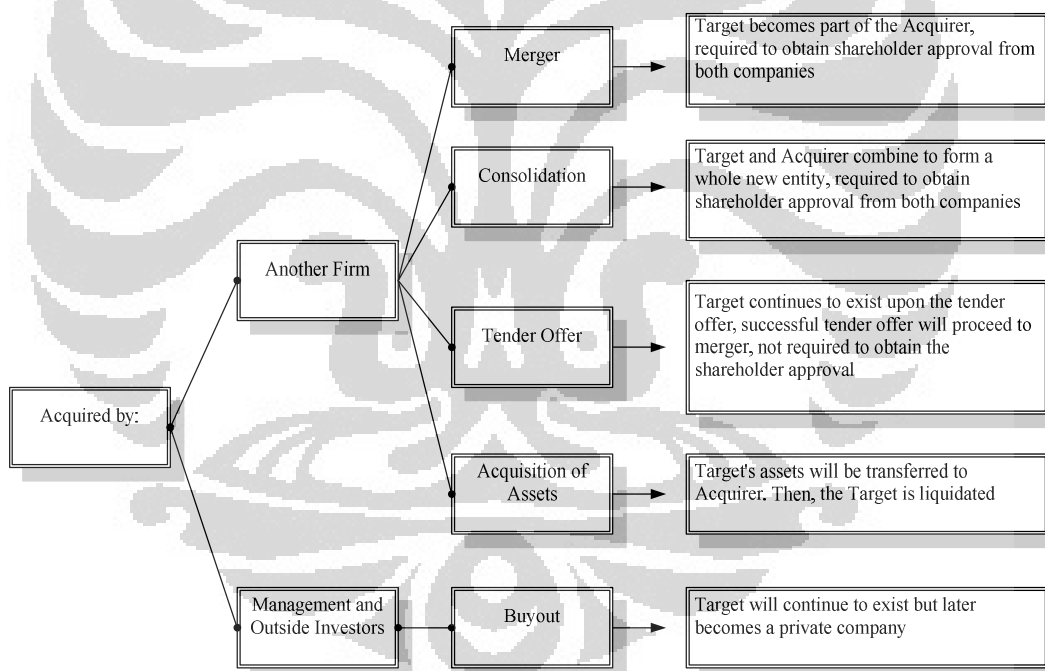 Merger
Target becomes part of the Acquirer,
required to obtain shareholder approval from
both companies
Consolidation
Target and Acquirer combine to form a
whole new entity, required to obtain
shareholder approval from both companies
Another Firm
Tender Offer
Target continues to exist upon the tender
offer, successful tender offer will proceed to
merger, not required to obtain the
shareholder approval
Acquired by:
Acquisition of
Assets
Target's assets will be transferred to
Acquirer. Then, the Target is liquidated
Management and
Outside Investors
Buyout
Target will continue to exist but later
becomes a private company